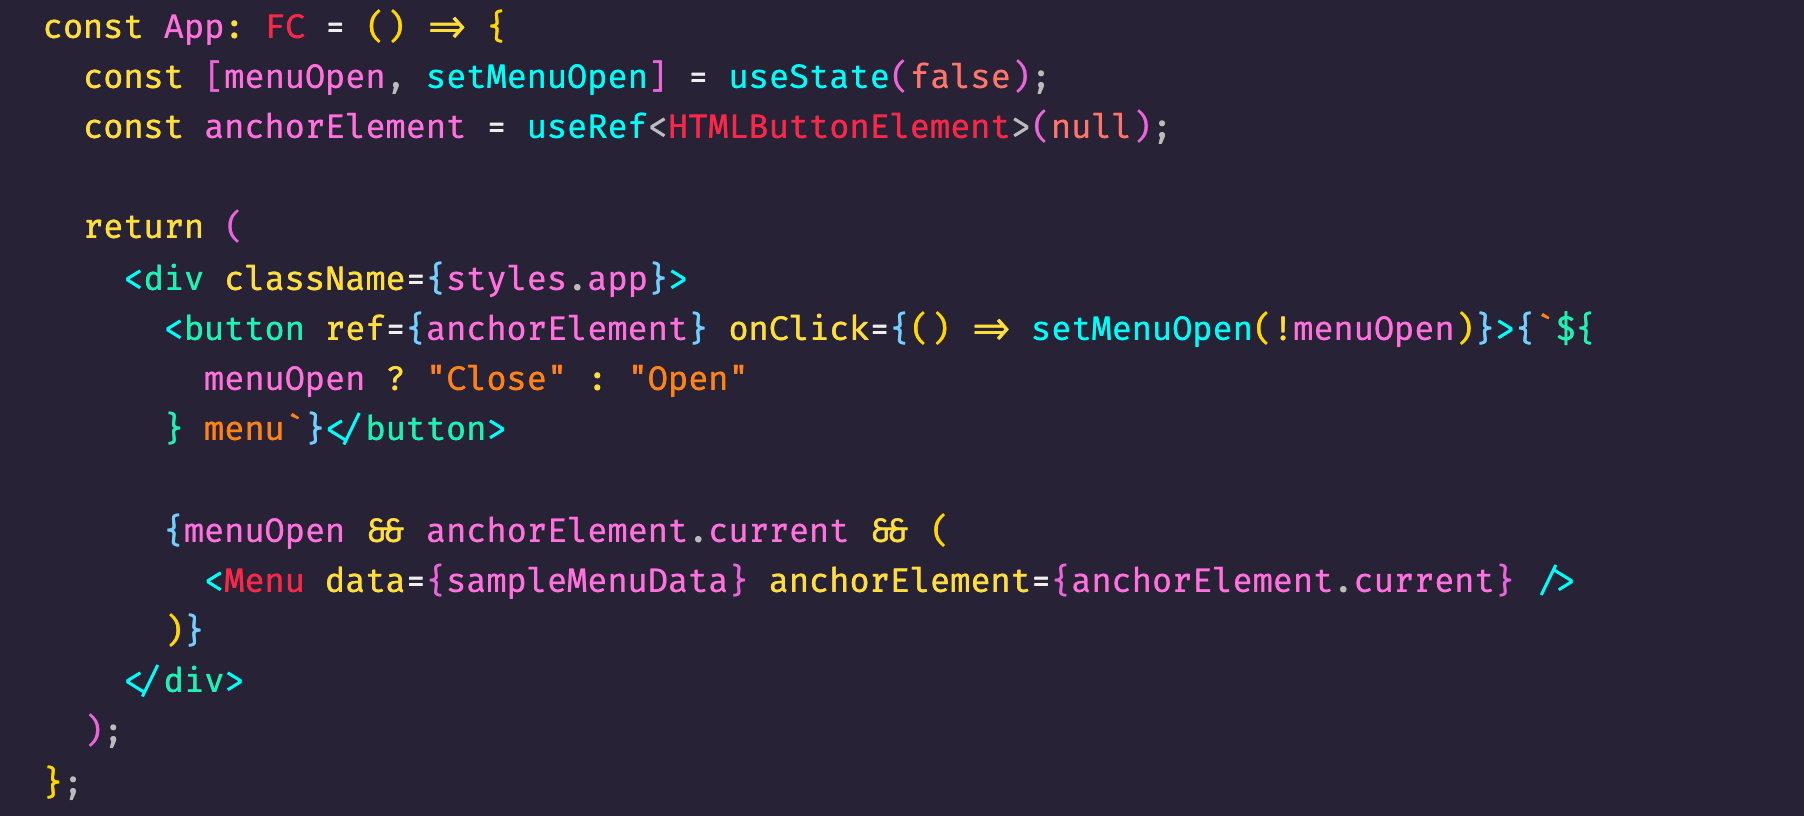 const App: FC = () => {
  const [menuOpen, setMenuOpen] = useState(false);
  const anchorElement = useRef<HTMLButtonElement>(null);

  return (
    <div className={styles.app}>
      <button ref={anchorElement} onClick={() => setMenuOpen(!menuOpen)}>{`${
        menuOpen ? "Close" : "Open"
      } menu`}</button>

      {menuOpen && anchorElement.current && (
        <Menu data={sampleMenuData} anchorElement={anchorElement.current} />
      )}
    </div>
  );
};